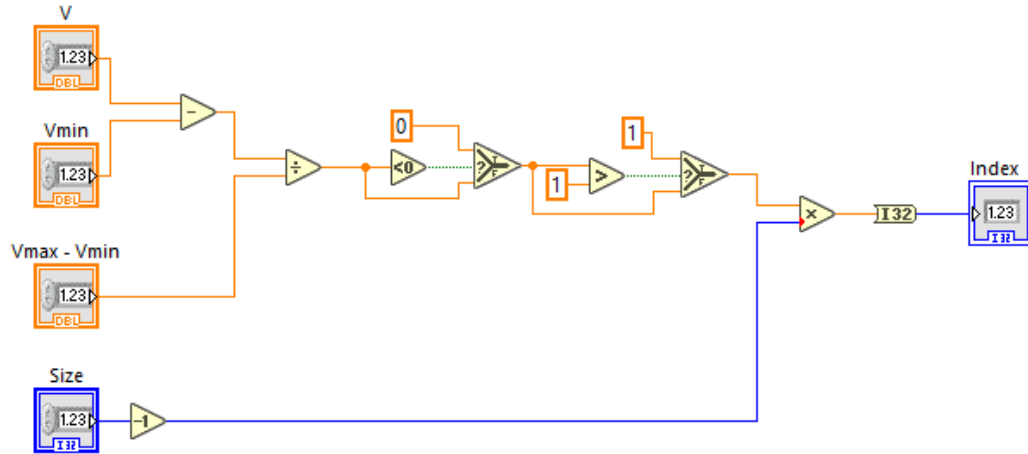 V
1.23
DBL
Vmin
1.23
DBL
Vmax - Vmin
1.23
DBL
Size
1.23
I32
-
-1
÷
0
<0
? T F
1
>
1
? T F
x
I32
Index
1.23
I32